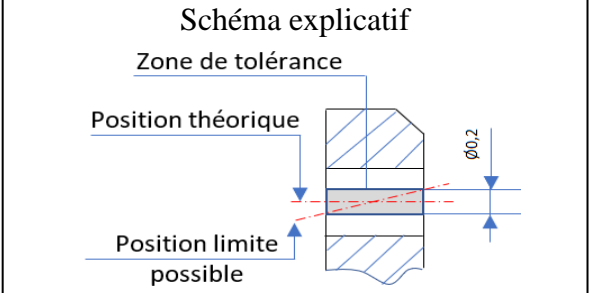 Schéma explicatif
Zone de tolérance
Position théorique
Ø0,2
Position limite
possible